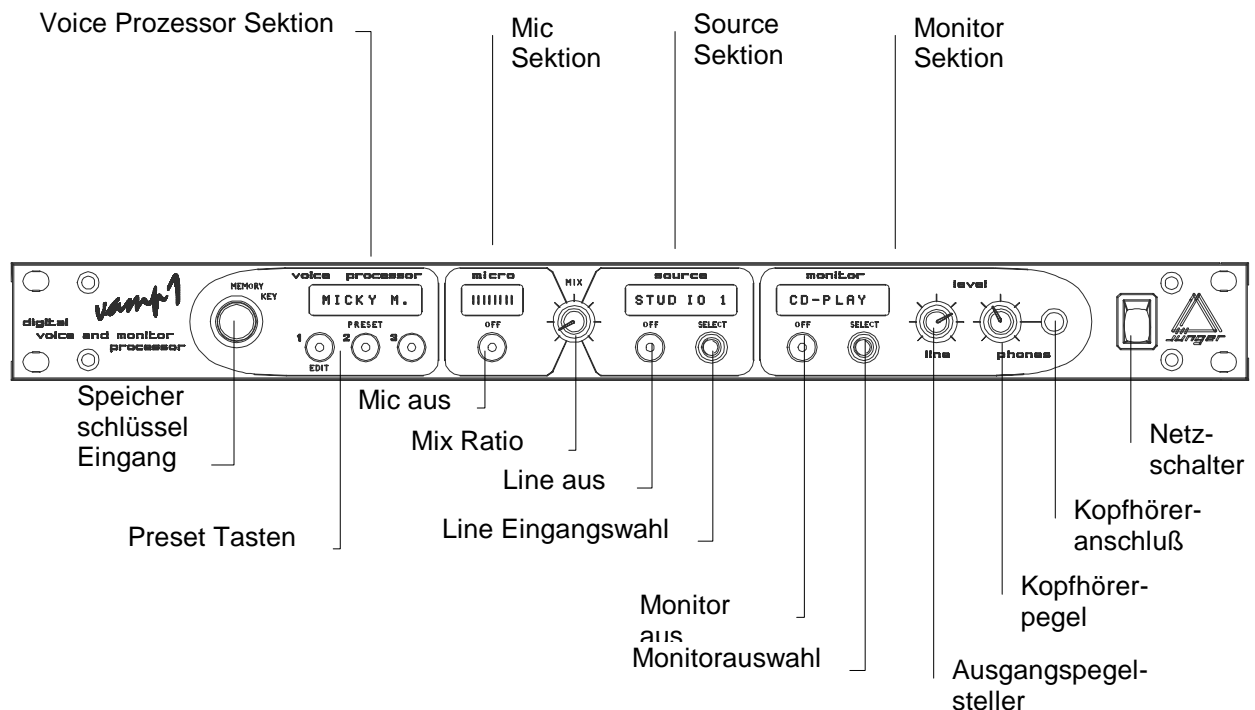 Voice Prozessor Sektion
Mic
Sektion
Source
Sektion
Monitor
Sektion
vamp 1
digital
voice and monitor
processor
MEMORY
KEY
voice processor
MICKY M.
PRESET
1 2 3
EDIT
micro
OFF
MIX
source
STUD IO 1
OFF SELECT
monitor
CD-PLAY
OFF SELECT
level
line phones
Junger
Speicher
schlüssel
Eingang
Mic aus
Mix Ratio
Line aus
Preset Tasten
Line Eingangswahl
Netz-
schalter
Kopfhörer-
anschluß
Kopfhörer-
pegel
Monitor
aus
Monitorauswahl
Ausgangspegel-
steller